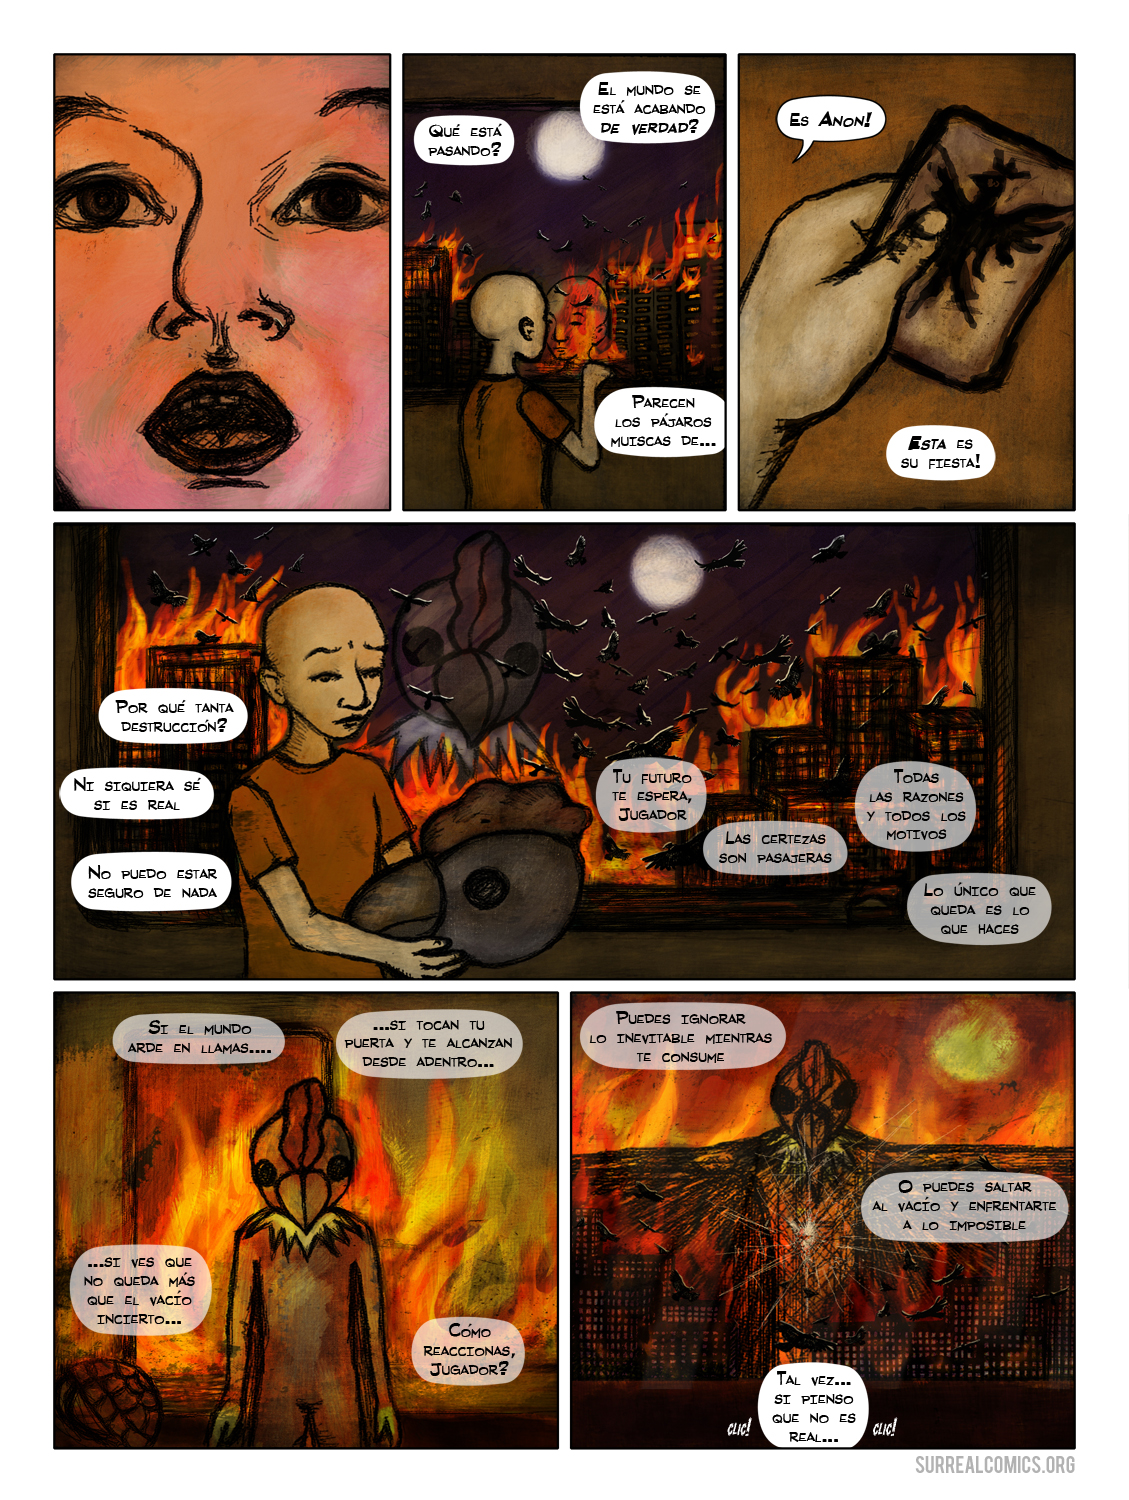 Qué está
pasando?
El mundo se
está acabando
de verdad?
Parecen
los pájaros
muiscas de...
Es Anon!
Esta es
su fiesta!
Por qué tanta
destrucción?
Ni siquiera sé
si es real
No puedo estar
seguro de nada
Tu futuro
te espera,
Jugador
Las certezas
son pasajeras
Todas
las razones
y todos los
motivos
Lo único que
queda es lo
que haces
Si el mundo
arde en llamas....
...si tocan tu
puerta y te alcanzan
desde adentro...
...si ves que
no queda más
que el vacío
incierto...
Cómo
reaccionas,
Jugador?
Puedes ignorar
lo inevitable mientras
te consume
O puedes saltar
al vacío y enfrentarte
a lo imposible
Tal vez...
si pienso
que no es
real...
clic!
clic!
SURREALCOMICS.ORG